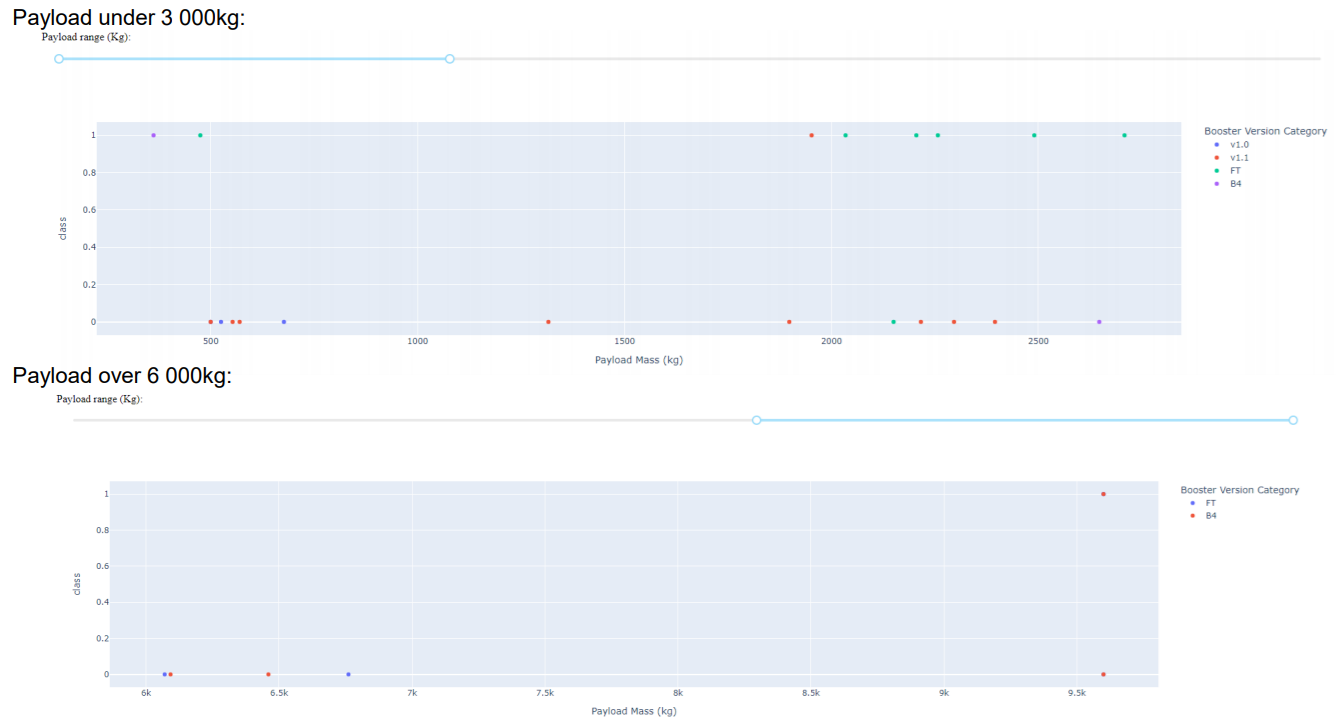 Payload under 3 000kg:
Payload range (Kg):
1
0.8
0.6
0.4
0.2
0
class
500
1000
1500
2000
2500
Payload Mass (kg)
Booster Version Category
v1.0
v1.1
FT
B4
Payload over 6 000kg:
Payload range (Kg):
1
0.8
0.6
0.4
0.2
0
class
6k
6.5k
7k
7.5k
8k
8.5k
9k
9.5k
Payload Mass (kg)
Booster Version Category
FT
B4